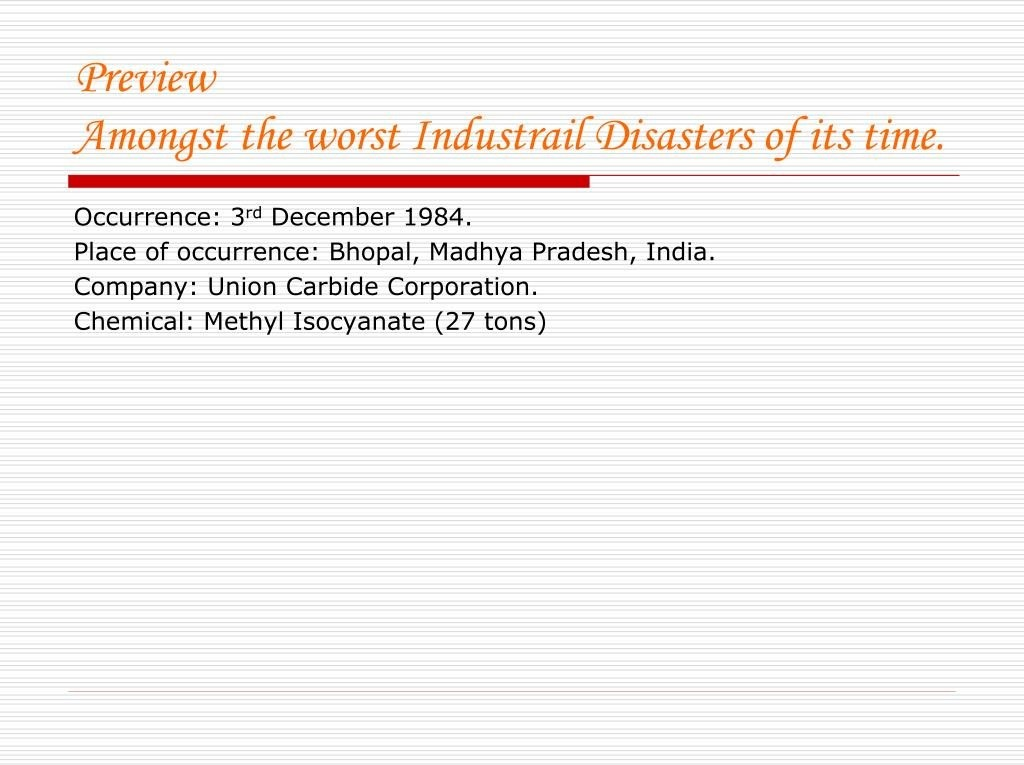 Preview
Amongst the worst Industrail Disasters of its time.
Occurrence: 3rd December 1984.
Place of occurrence: Bhopal, Madhya Pradesh, India.
Company: Union Carbide Corporation.
Chemical: Methyl Isocyanate (27 tons)